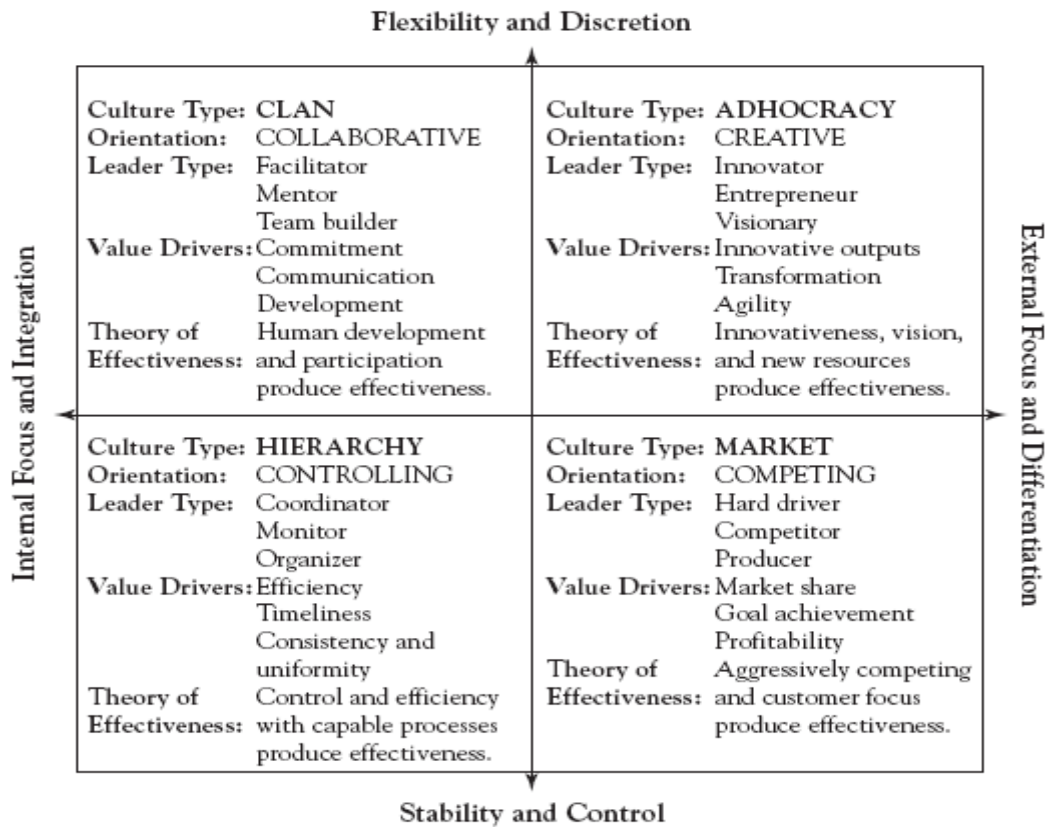 Flexibility and Discretion
Internal Focus and Integration
Culture Type: CLAN
Orientation: COLLABORATIVE
Leader Type: Facilitator
Mentor
Team builder
Value Drivers: Commitment
Communication
Development
Theory of Human development
Effectiveness: and participation
produce effectiveness.
Culture Type: ADHOCRACY
Orientation: CREATIVE
Leader Type: Innovator
Entrepreneur
Visionary
Value Drivers: Innovative outputs
Transformation
Agility
Theory of Innovativeness, vision,
Effectiveness: and new resources
produce effectiveness.
Culture Type: HIERARCHY
Orientation: CONTROLLING
Leader Type: Coordinator
Monitor
Organizer
Value Drivers: Efficiency
Timeliness
Consistency and
uniformity
Theory of Control and efficiency
Effectiveness: with capable processes
produce effectiveness.
Culture Type: MARKET
Orientation: COMPETING
Leader Type: Hard driver
Competitor
Producer
Value Drivers: Market share
Goal achievement
Profitability
Theory of Aggressively competing
Effectiveness: and customer focus
produce effectiveness.
External Focus and Differentiation
Stability and Control